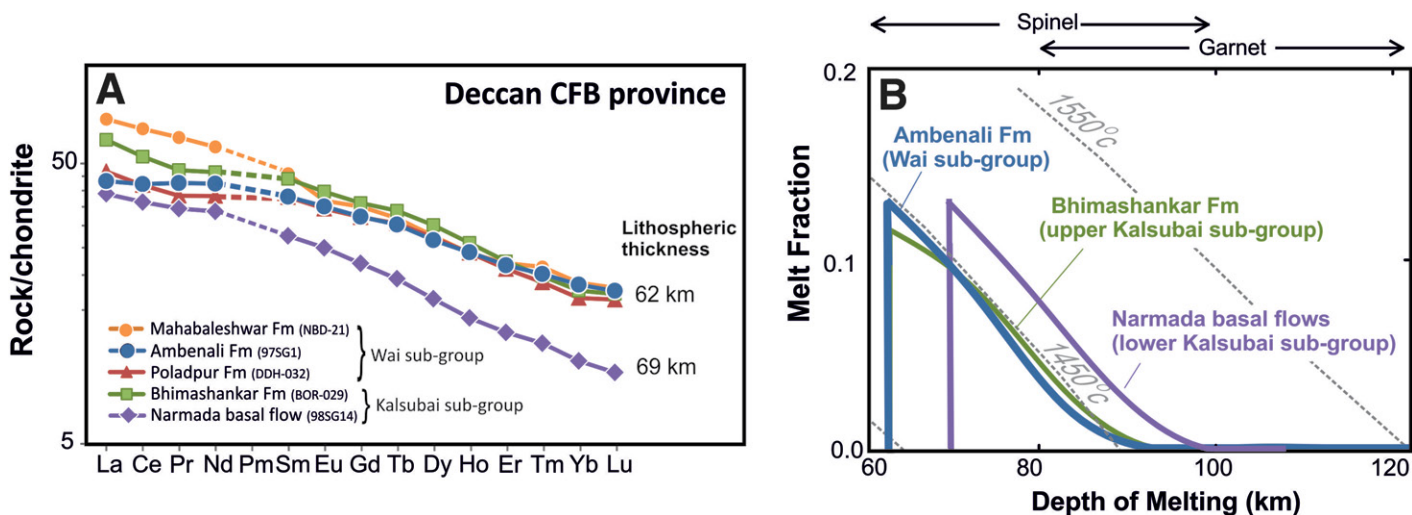 A
Deccan CFB province
Rock/chondrite
50
5
Lithospheric
thickness
62 km
69 km
Mahabaleshwar Fm (NBD-21)
Ambenali Fm (97SG1)
Poladpur Fm (DDH-032)
Wai sub-group
Bhimashankar Fm (BOR-029)
Narmada basal flow (98SG14)
Kalsubai sub-group
La Ce Pr Nd Pm Sm Eu Gd Tb Dy Ho Er Tm Yb Lu
Spinel
Garnet
B
Melt Fraction
0.2
0.1
0.0
1550°c
Ambenali Fm
(Wai sub-group)
Bhimashankar Fm
(upper Kalsubai sub-group)
1450°c
Narmada basal flows
(lower Kalsubai sub-group)
60 80 100 120
Depth of Melting (km)